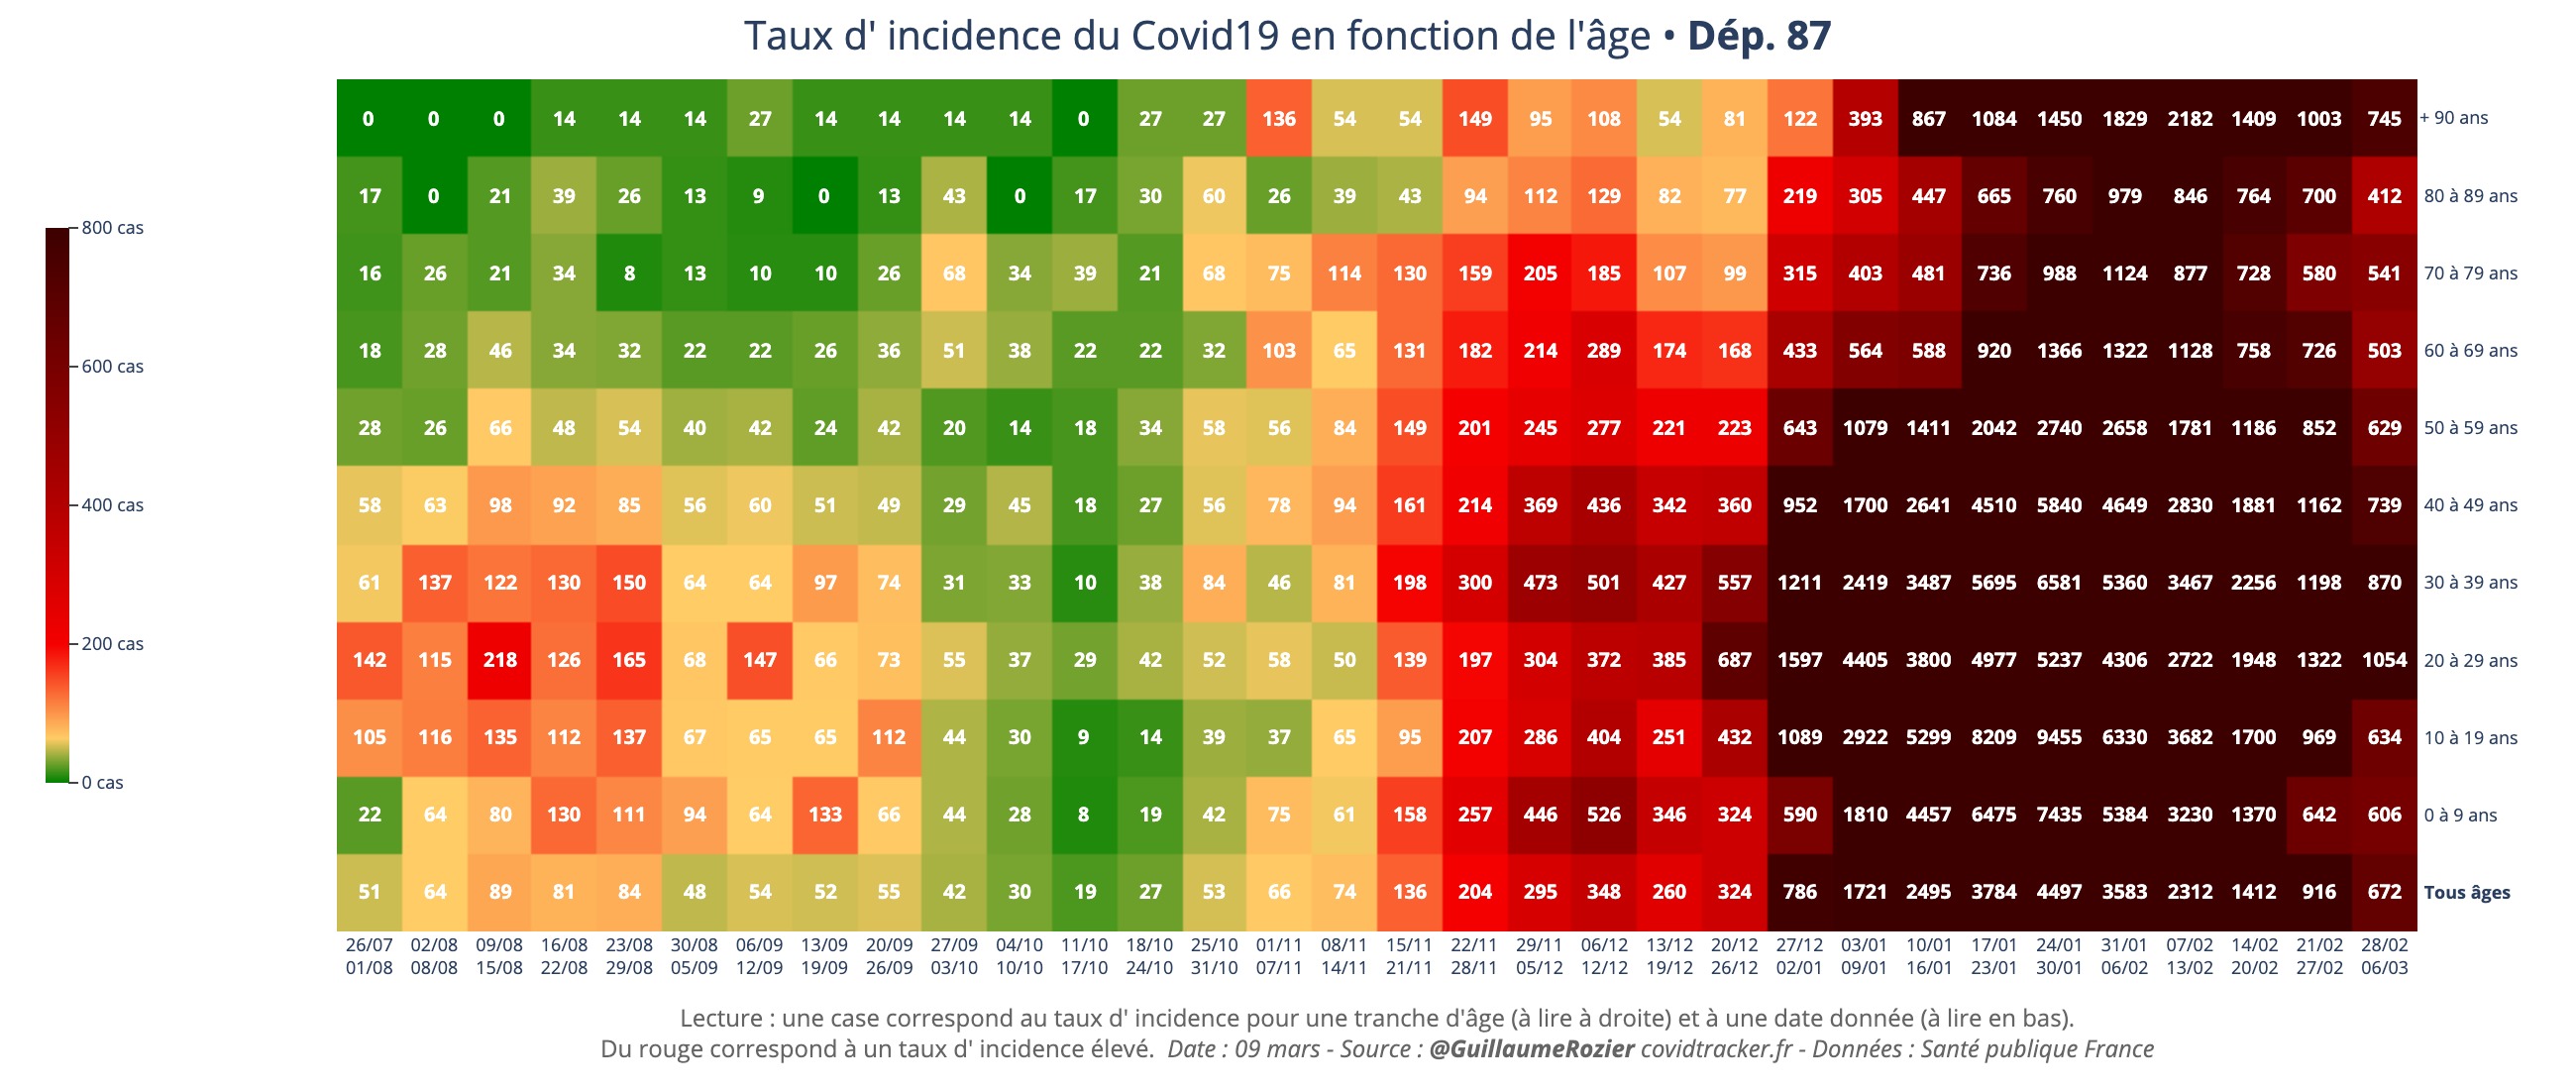 Taux d' incidence du Covid19 en fonction de l'âge • Dép. 87
800 cas
600 cas
400 cas
200 cas
0 cas
0 0 0 14 14 14 27 14 14 14 14 0 27 27 136 54 54 149 95 108 54 81 122 393 867 1084 1450 1829 2182 1409 1003 745 + 90 ans
17 0 21 39 26 13 9 0 13 43 0 17 30 60 26 39 43 94 112 129 82 77 219 305 447 665 760 979 846 764 700 412 80 à 89 ans
16 26 21 34 8 13 10 10 26 68 34 39 21 68 75 114 130 159 205 185 107 99 315 403 481 736 988 1124 877 728 580 541 70 à 79 ans
18 28 46 34 32 22 22 26 36 51 38 22 22 32 103 65 131 182 214 289 174 168 433 564 588 920 1366 1322 1128 758 726 503 60 à 69 ans
28 26 66 48 54 40 42 24 42 20 14 18 34 58 56 84 149 201 245 277 221 223 643 1079 1411 2042 2740 2658 1781 1186 852 629 50 à 59 ans
58 63 98 92 85 56 60 51 49 29 45 18 27 56 78 94 161 214 369 436 342 360 952 1700 2641 4510 5840 4649 2830 1881 1162 739 40 à 49 ans
61 137 122 130 150 64 64 97 74 31 33 10 38 84 46 81 198 300 473 501 427 557 1211 2419 3487 5695 6581 5360 3467 2256 1198 870 30 à 39 ans
142 115 218 126 165 68 147 66 73 55 37 29 42 52 58 50 139 197 304 372 385 687 1597 4405 3800 4977 5237 4306 2722 1948 1322 1054 20 à 29 ans
105 116 135 112 137 67 65 65 112 44 30 9 14 39 37 65 95 207 286 404 251 432 1089 2922 5299 8209 9455 6330 3682 1700 969 634 10 à 19 ans
22 64 80 130 111 94 64 133 66 44 28 8 19 42 75 61 158 257 446 526 346 324 590 1810 4457 6475 7435 5384 3230 1370 642 606 0 à 9 ans
51 64 89 81 84 48 54 52 55 42 30 19 27 53 66 74 136 204 295 348 260 324 786 1721 2495 3784 4497 3583 2312 1412 916 672 Tous âges
26/07 02/08 09/08 16/08 23/08 30/08 06/09 13/09 20/09 27/09 04/10 11/10 18/10 25/10 01/11 08/11 15/11 22/11 29/11 06/12 13/12 20/12 27/12 03/01 10/01 17/01 24/01 31/01 07/02 14/02 21/02 28/02
01/08 08/08 15/08 22/08 29/08 05/09 12/09 19/09 26/09 03/10 10/10 17/10 24/10 31/10 07/11 14/11 21/11 28/11 05/12 12/12 19/12 26/12 02/01 09/01 16/01 23/01 30/01 06/02 13/02 20/02 27/02 06/03
Lecture : une case correspond au taux d' incidence pour une tranche d'âge (à lire à droite) et à une date donnée (à lire en bas).
Du rouge correspond à un taux d' incidence élevé. Date : 09 mars - Source : @GuillaumeRozier covidtracker.fr - Données : Santé publique France